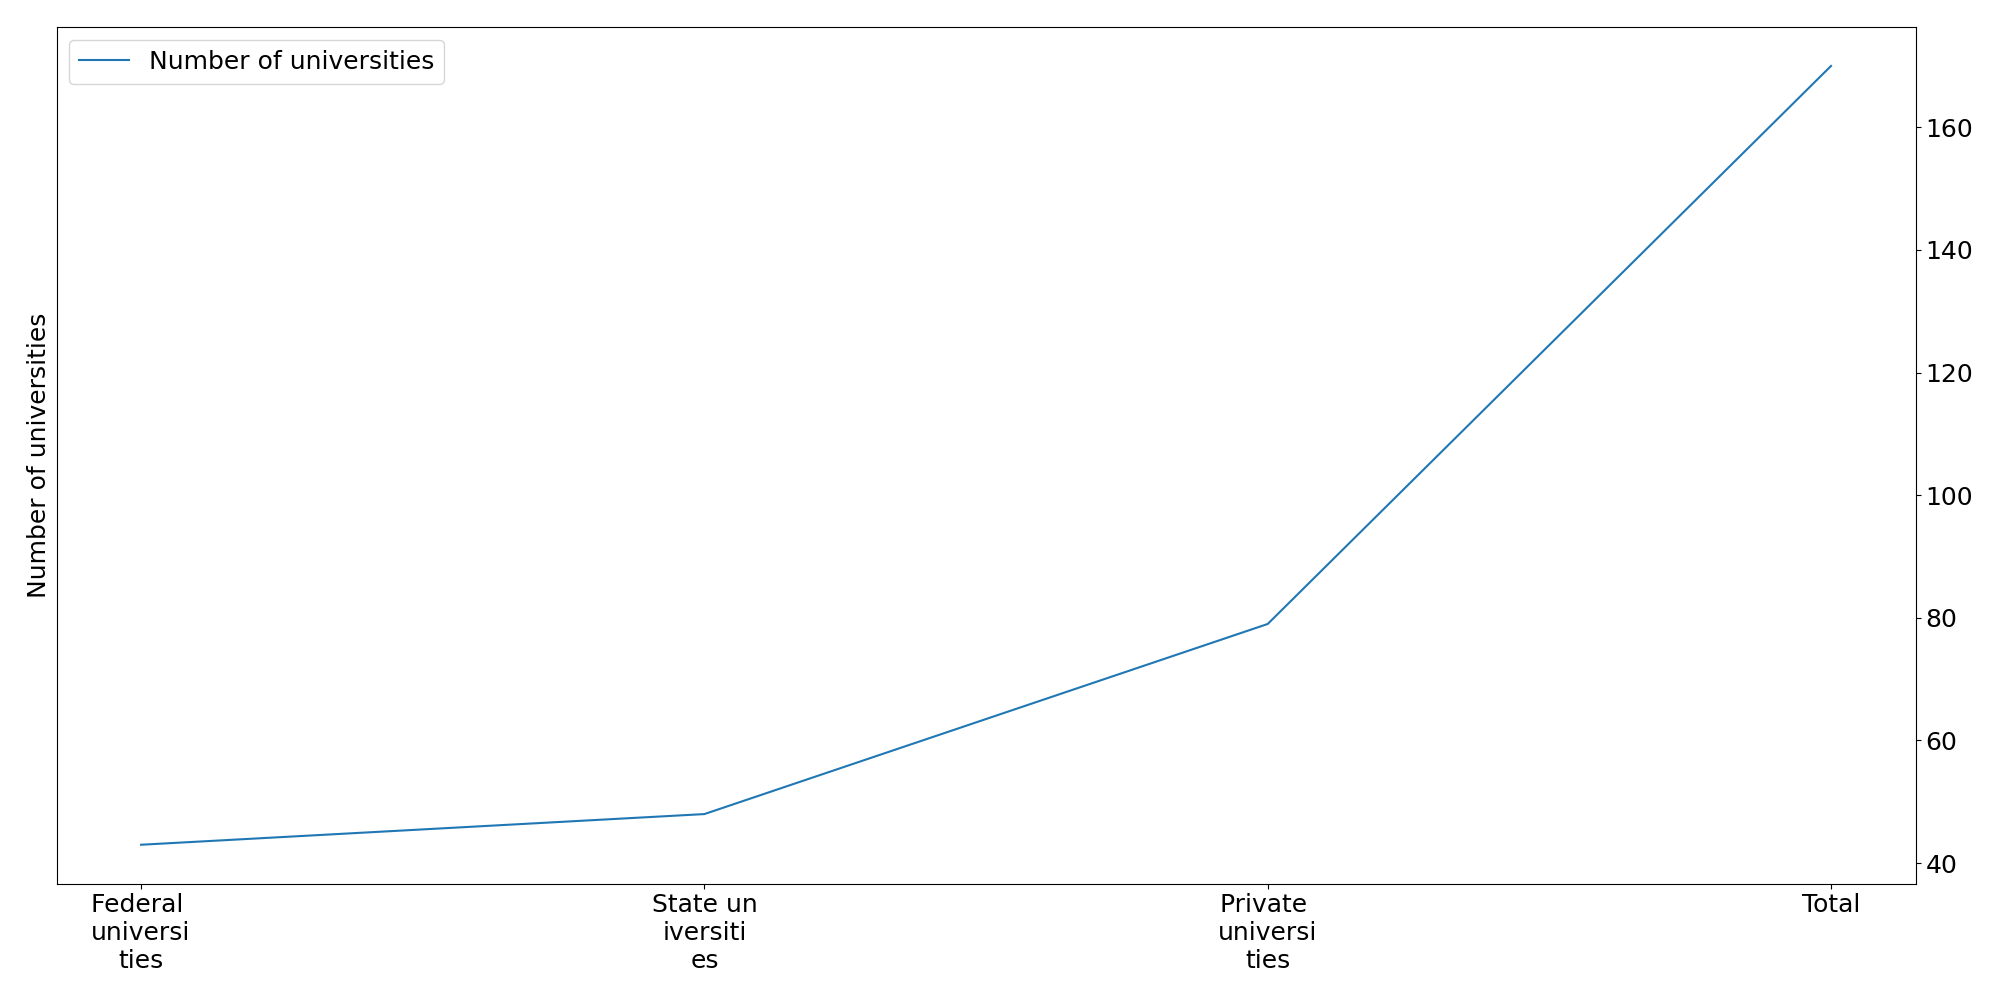 Number of universities
Number of universities
160
140
120
100
80
60
40
Federal
universi
ties
State un
iversiti
es
Private
universi
ties
Total